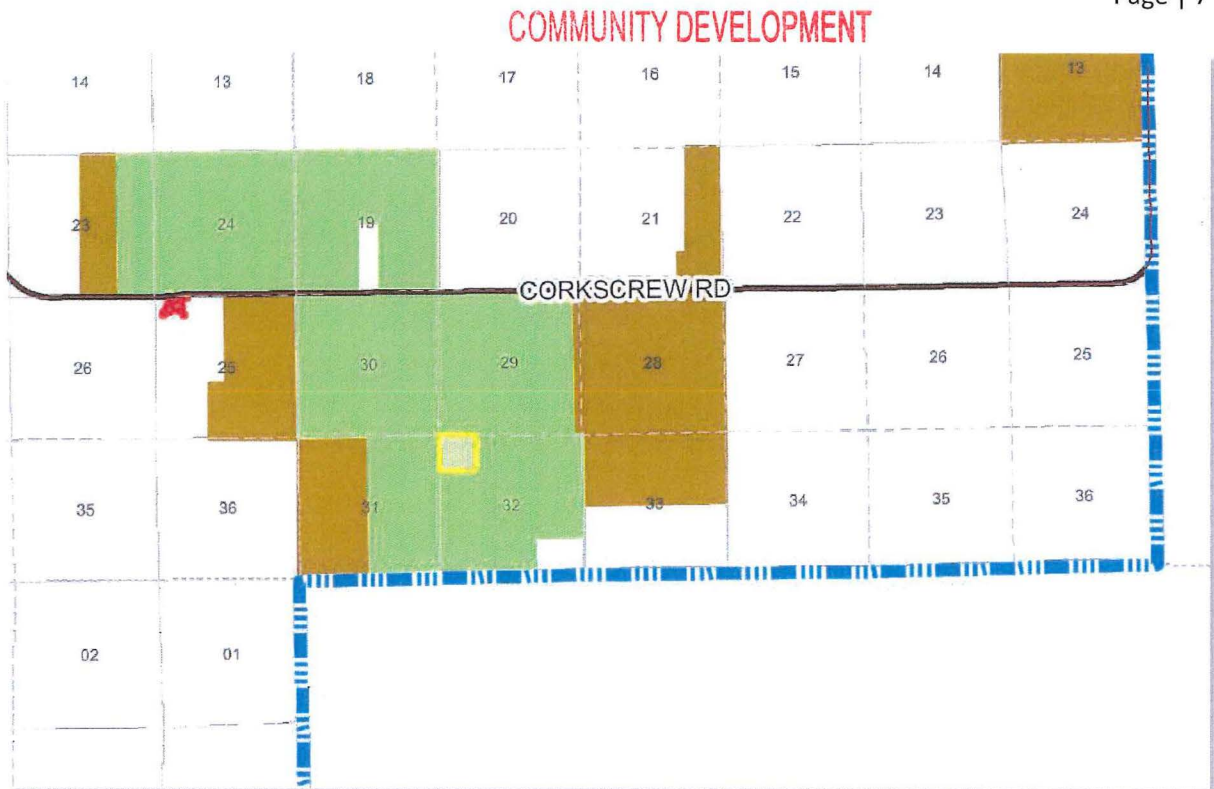 Page | 7
COMMUNITY DEVELOPMENT
14 13 18 17 16 15 14 13
23 24 19 20 21 22 23 24
CORKSCREW RD
26 25 30 29 28 27 26 25
35 36 31 32 33 34 35 36
02 01